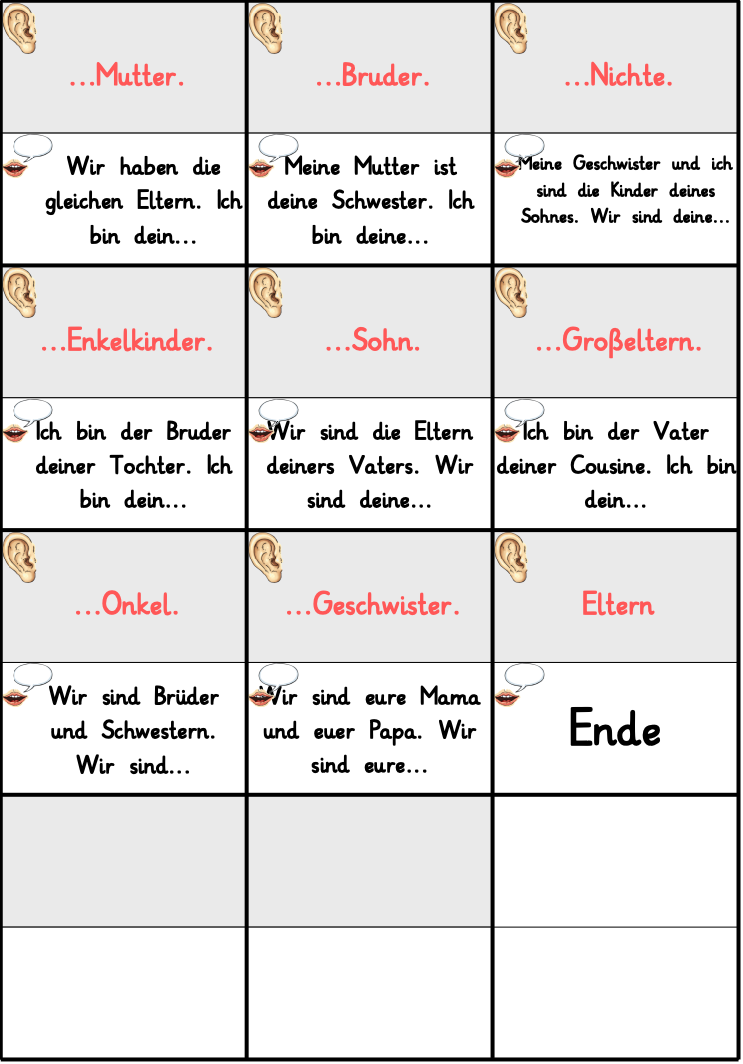 ...Mutter.
Wir haben die
gleichen Eltern. Ich
bin dein...
...Bruder.
Meine Mutter ist
deine Schwester. Ich
bin deine...
...Nichte.
Meine Geschwister und ich
sind die Kinder deines
Sohnes. Wir sind deine...
...Enkelkinder.
Ich bin der Bruder
deiner Tochter. Ich
bin dein...
...Sohn.
Wir sind die Eltern
deiners Vaters. Wir
sind deine...
...Großeltern.
Ich bin der Vater
deiner Cousine. Ich bin
dein...
...Onkel.
Wir sind Brüder
und Schwestern.
Wir sind...
...Geschwister.
Wir sind eure Mama
und euer Papa. Wir
sind eure...
Eltern
Ende